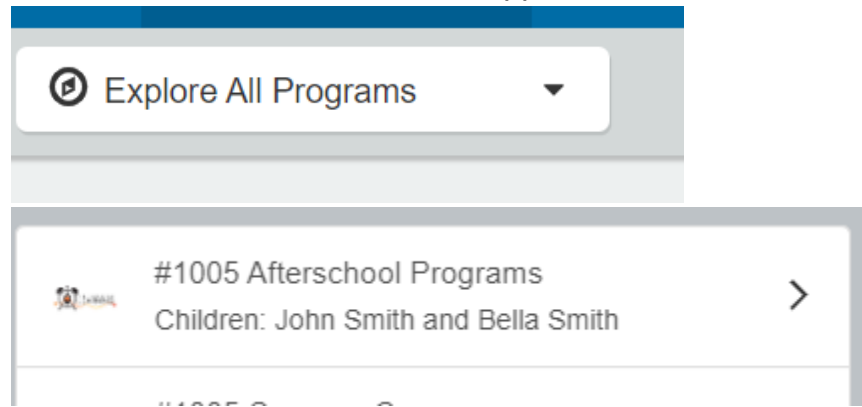 Explore All Programs
#1005 Afterschool Programs
Children: John Smith and Bella Smith